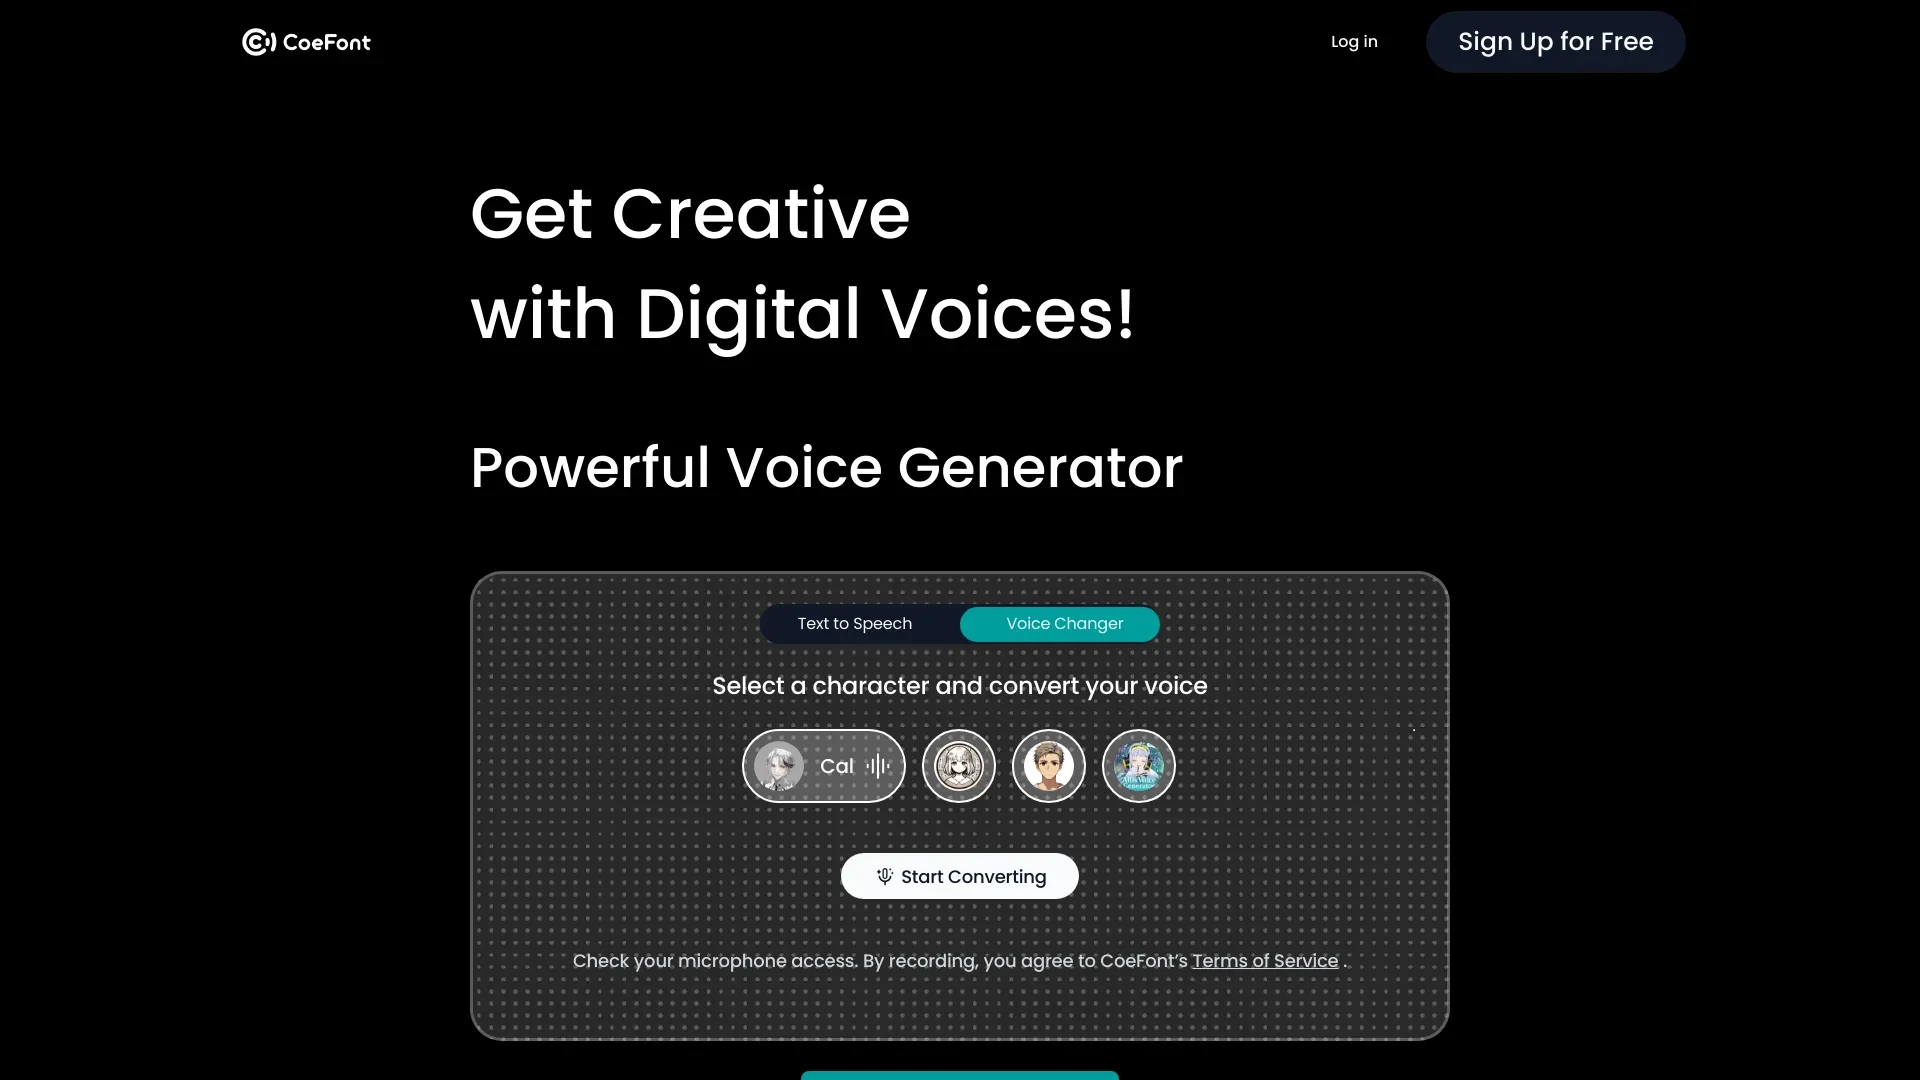 CoeFont
Log in
Sign Up for Free
Get Creative
with Digital Voices!
Powerful Voice Generator
Text to Speech
Voice Changer
Select a character and convert your voice
Cal
Start Converting
Check your microphone access. By recording, you agree to CoeFont’s Terms of Service .